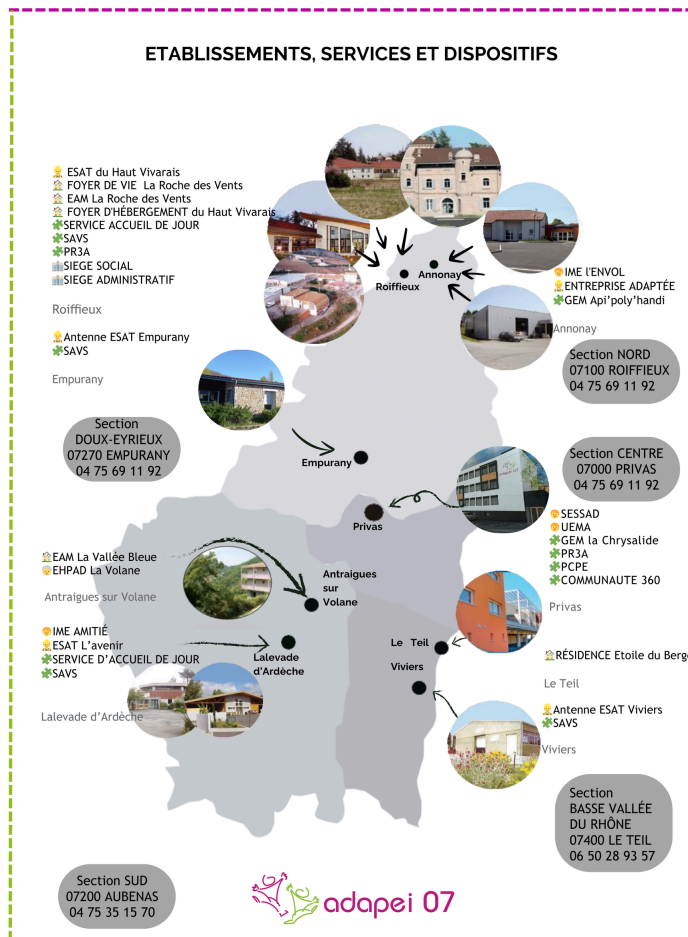 ETABLISSEMENTS, SERVICES ET DISPOSITIFS
ESAT du Haut Vivarais
FOYER DE VIE La Roche des Vents
EAM La Roche des Vents
FOYER D'HÉBERGEMENT du Haut Vivarais
SERVICE ACCUEIL DE JOUR
SAVS
PR3A
SIEGE SOCIAL
SIEGE ADMINISTRATIF
Roiffieux
Antenne ESAT Empurany
SAVS
Empurany
Section
DOUX-EYRIEUX
07270 EMPURANY
04 75 69 11 92
Roiffieux
Annonay
IME l'ENVOL
ENTREPRISE ADAPTÉE
GEM Api'poly'handi
Annonay
Section NORD
07100 ROIFFIEUX
04 75 69 11 92
Empurany
Section CENTRE
07000 PRIVAS
04 75 69 11 92
Privas
SESSAD
UEMA
GEM la Chrysalide
PR3A
PCPE
COMMUNAUTE 360
Privas
EAM La Vallée Bleue
EHPAD La Volane
Antraigues sur Volane
Antraigues
sur
Volane
IME AMITIÉ
ESAT L'avenir
SERVICE D'ACCUEIL DE JOUR
SAVS
Lalevade d'Ardèche
Lalevade
d'Ardèche
Le Teil
Viviers
RÉSIDENCE Etoile du Berge
Le Teil
Antenne ESAT Viviers
SAVS
Viviers
Section
BASSE VALLÉE
DU RHÔNE
07400 LE TEIL
06 50 28 93 57
Section SUD
07200 AUBENAS
04 75 35 15 70
adapei 07